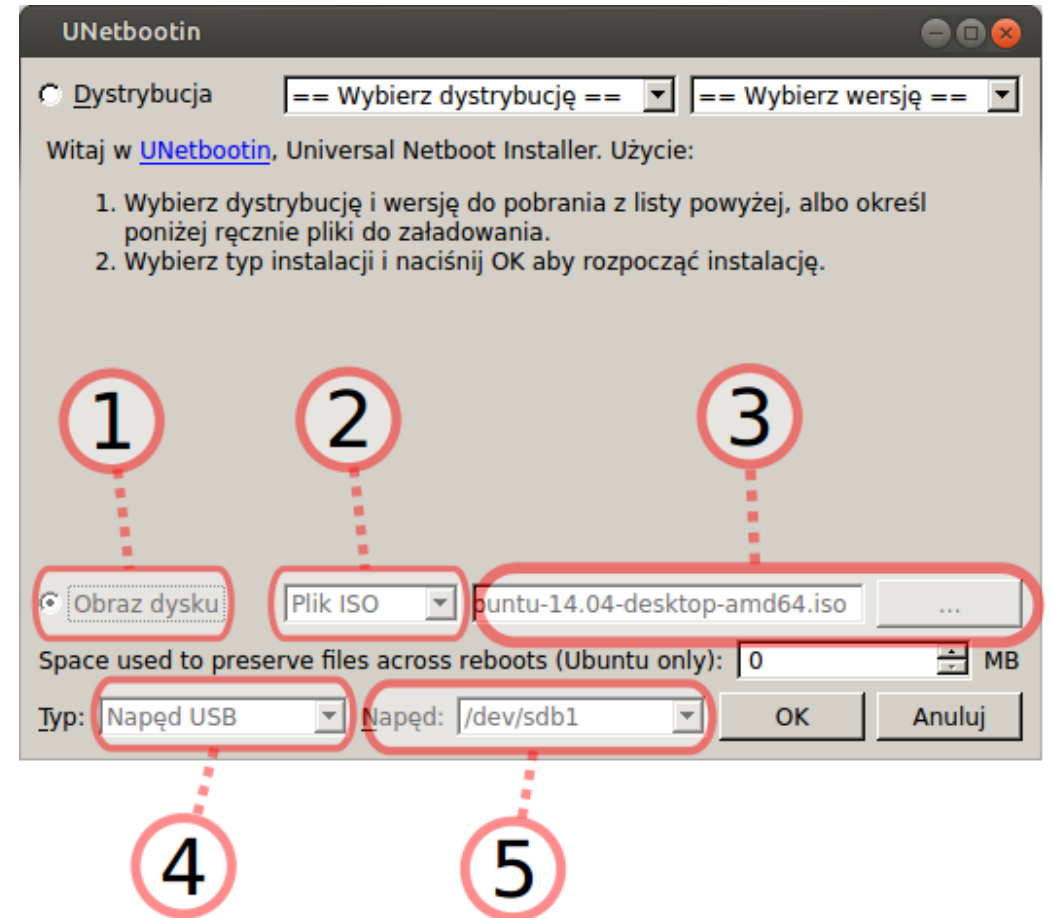 UNetbootin
Dystrybucja == Wybierz dystrybucję == == Wybierz wersję ==
Witaj w UNetbootin, Universal Netboot Installer. Użycie:
1. Wybierz dystrybucję i wersję do pobrania z listy powyżej, albo określ
poniżej ręcznie pliki do załadowania.
2. Wybierz typ instalacji i naciśnij OK aby rozpocząć instalację.
1 2 3
Obraz dysku Plik ISO buntu-14.04-desktop-amd64.iso ...
Space used to preserve files across reboots (Ubuntu only): 0 MB
Typ: Napęd USB Napęd: /dev/sdb1 OK Anuluj
4 5